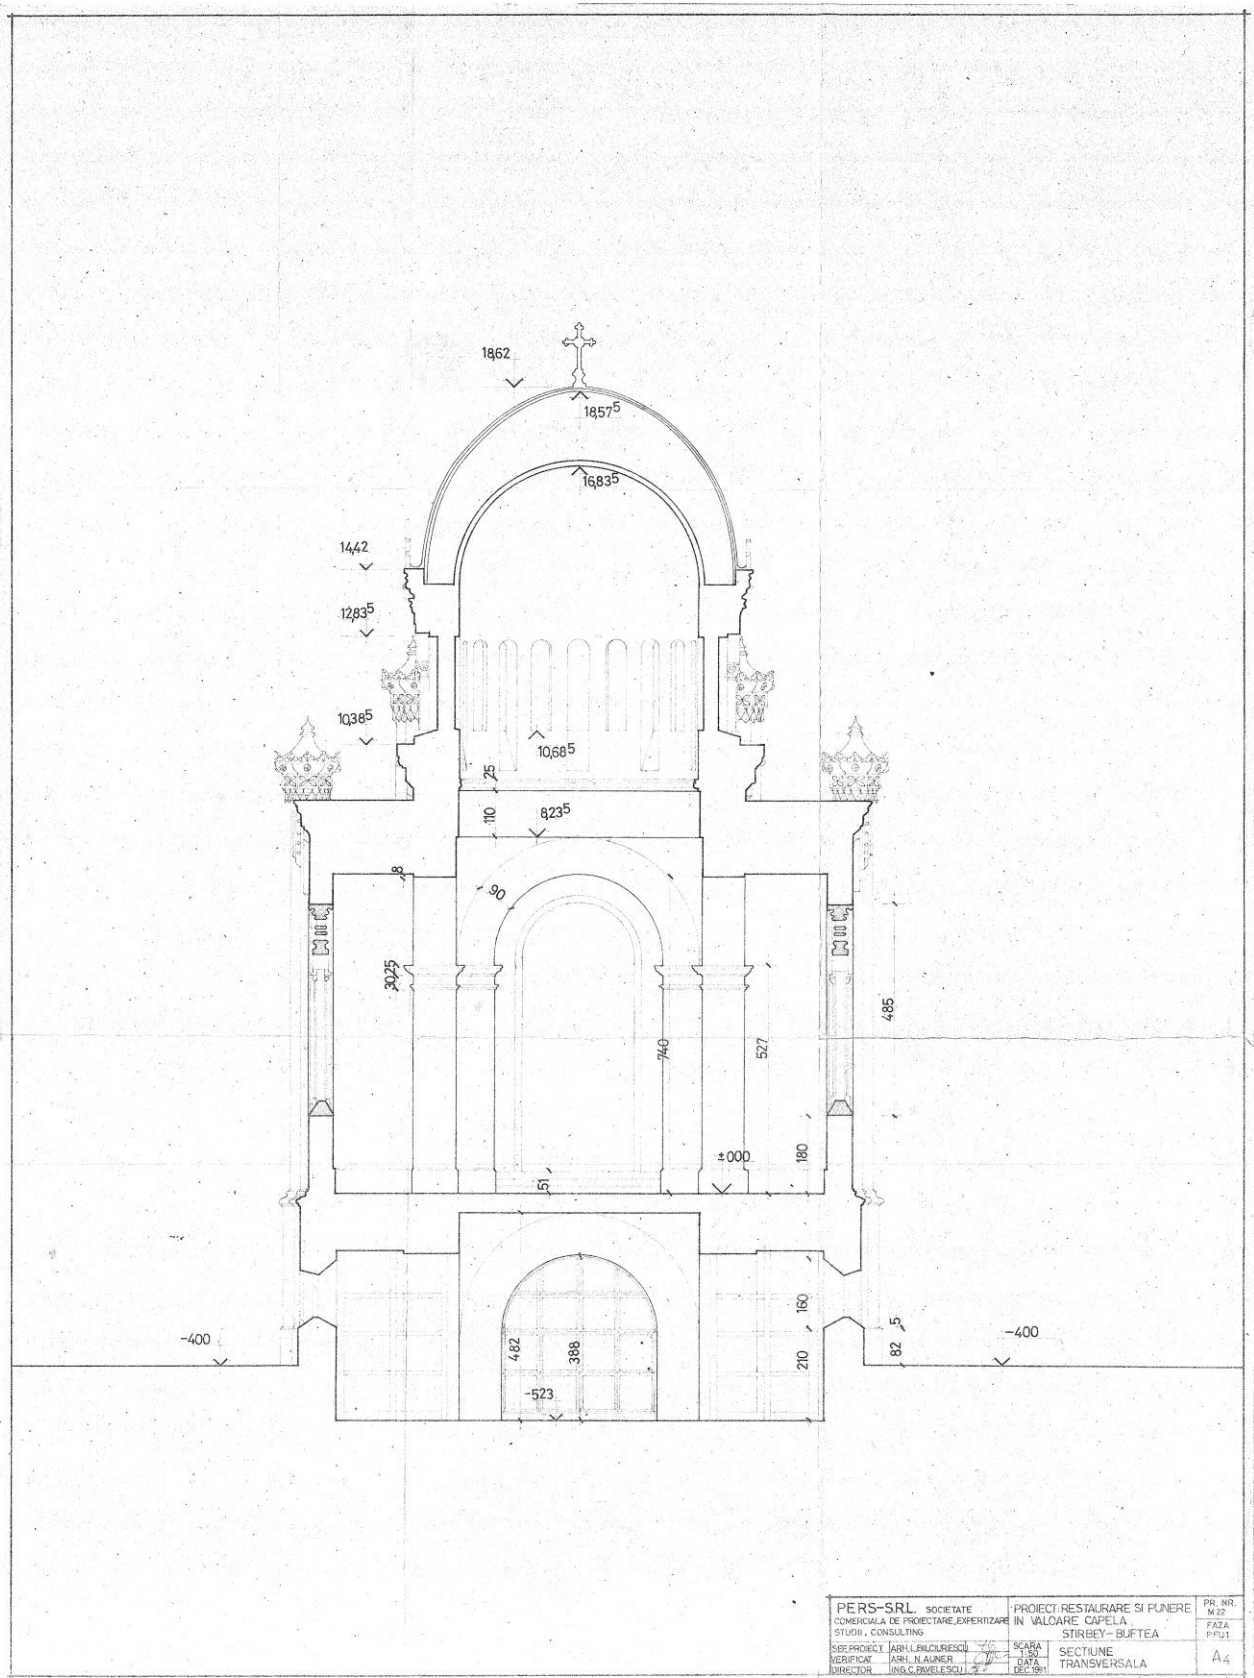 18,62
18,57⁵
16,83⁵
14,42
12,83⁵
10,38⁵
10,68⁵
25
110
8,23⁵
8
90
30,25
485
740
527
±000
180
51
160
-400
-400
5
82
482
388
210
-523
PERS-S.R.L. SOCIETATE
COMERCIALA DE PROIECTARE, EXPERTIZARE
STUDII, CONSULTING
PROIECT: RESTAURARE SI PUNERE
IN VALOARE CAPELA
STIRBEY-BUFTEA
PR. NR.
M 22
FAZA
SEF PROIECT ARH. L. BILCIURESCU
VERIFICAT ARH. N. AUNER
DIRECTOR ING. C. PAVELESCU
SCARA
1:50
DATA
DEC 1991
SECTIUNE
TRANSVERSALA
A4